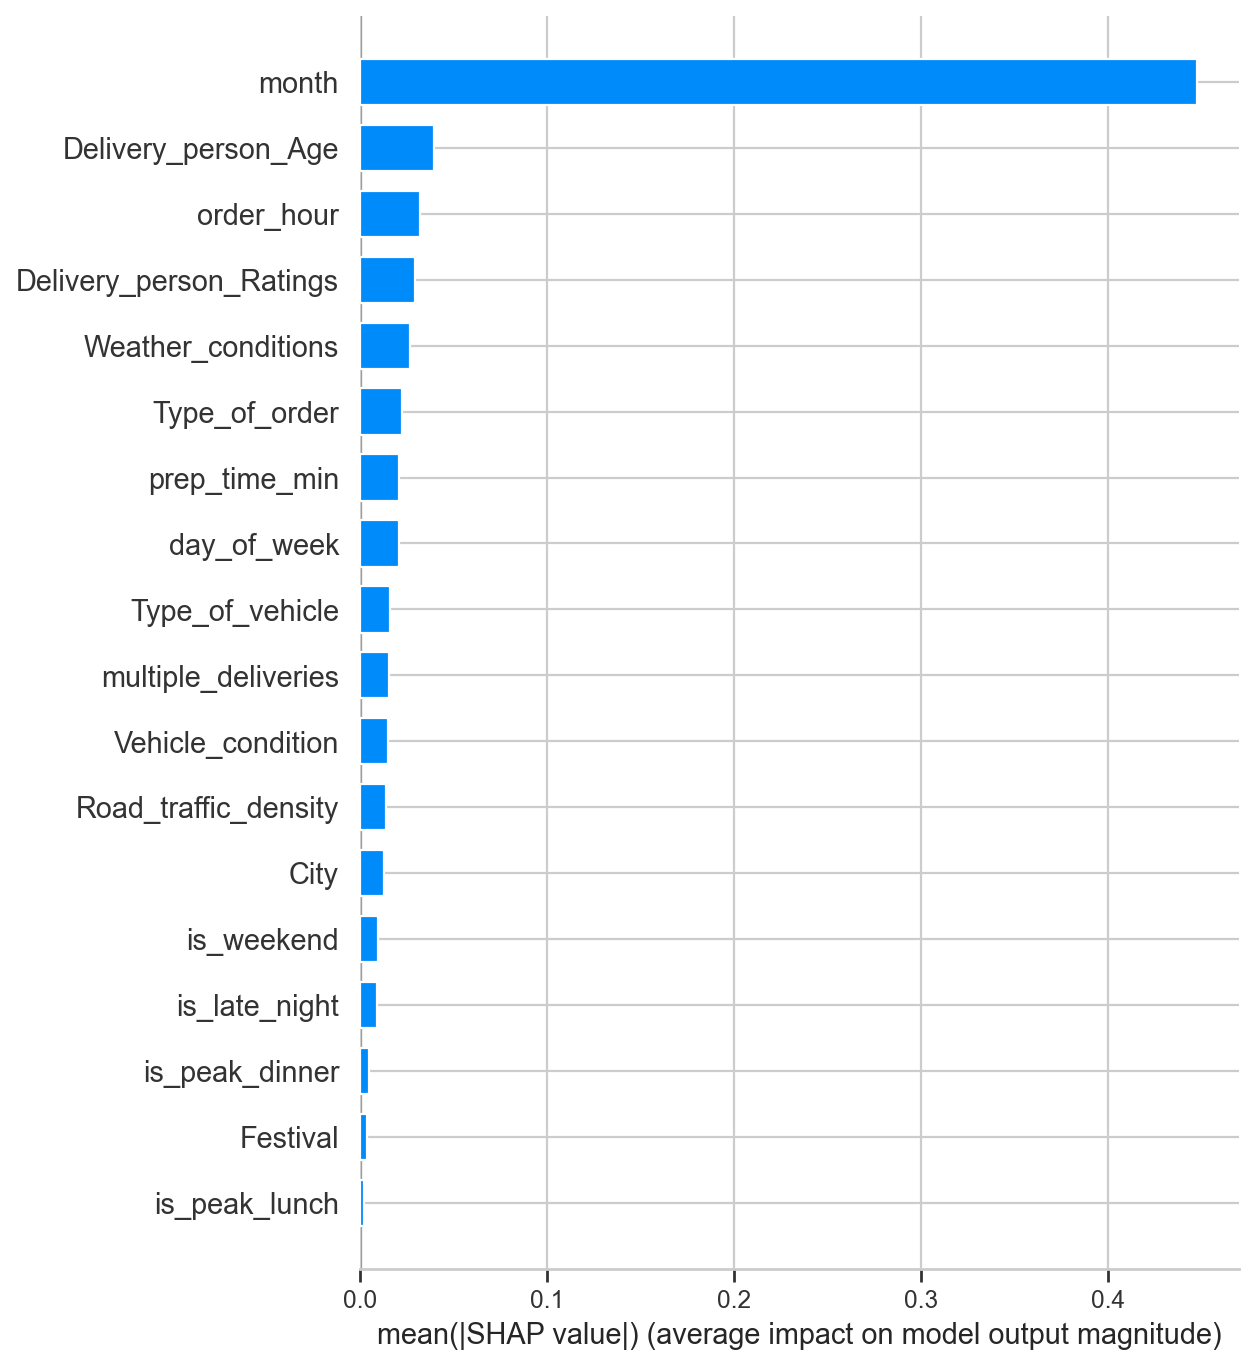 month
Delivery_person_Age
order_hour
Delivery_person_Ratings
Weather_conditions
Type_of_order
prep_time_min
day_of_week
Type_of_vehicle
multiple_deliveries
Vehicle_condition
Road_traffic_density
City
is_weekend
is_late_night
is_peak_dinner
Festival
is_peak_lunch
0.0 0.1 0.2 0.3 0.4
mean(|SHAP value|) (average impact on model output magnitude)